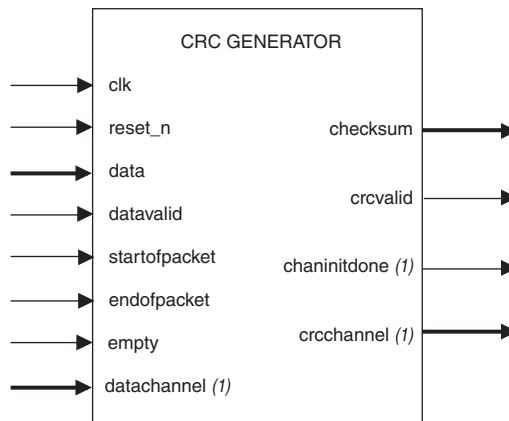 CRC GENERATOR
clk
reset_n
data
datavalid
startofpacket
endofpacket
empty
datachannel (1)
checksum
crcvalid
chaninitdone (1)
crcchannel (1)